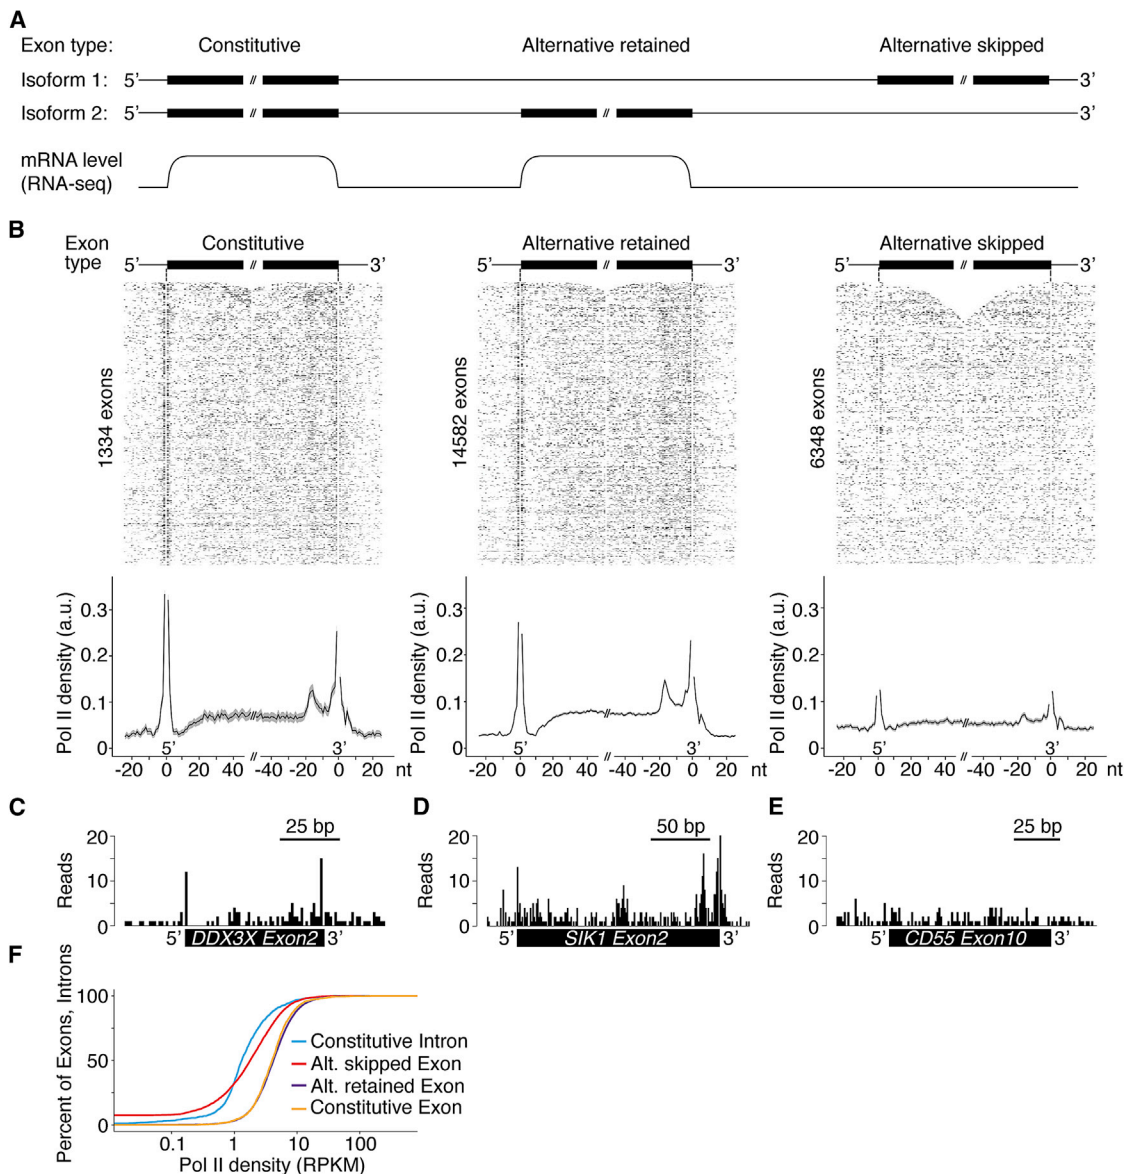 A
Exon type: Constitutive Alternative retained Alternative skipped
Isoform 1: 5’ // // 3’
Isoform 2: 5’ // // 3’
mRNA level
(RNA-seq)
B
Exon type
Constitutive Alternative retained Alternative skipped
5’ // 3’ 5’ // 3’ 5’ // 3’
1334 exons
14582 exons
6348 exons
Pol II density (a.u.)
0.3
0.2
0.1
0
5’ 3’
-20 0 20 40 // -40 -20 0 20 nt
Pol II density (a.u.)
0.3
0.2
0.1
0
5’ 3’
-20 0 20 40 // -40 -20 0 20 nt
Pol II density (a.u.)
0.3
0.2
0.1
0
5’ 3’
-20 0 20 40 // -40 -20 0 20 nt
C
Reads
20
10
0
25 bp
5’ DDX3X Exon2 3’
D
Reads
20
10
0
50 bp
5’ SIK1 Exon2 3’
E
Reads
20
10
0
25 bp
5’ CD55 Exon10 3’
F
Percent of Exons, Introns
100
50
0
Constitutive Intron
Alt. skipped Exon
Alt. retained Exon
Constitutive Exon
0.1 1 10 100
Pol II density (RPKM)